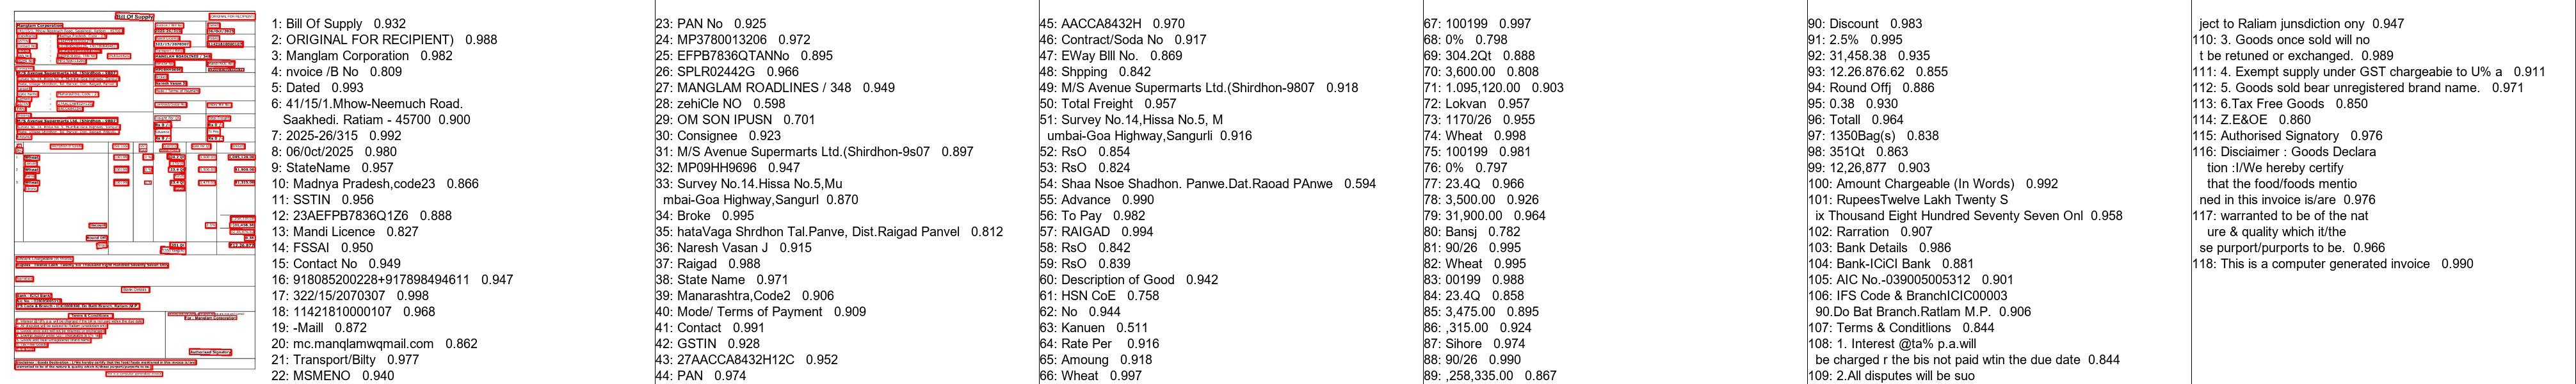 1: Bill Of Supply 0.932
2: ORIGINAL FOR RECIPIENT) 0.988
3: Manglam Corporation 0.982
4: nvoice /B No 0.809
5: Dated 0.993
6: 41/15/1.Mhow-Neemuch Road.
Saakhedi. Ratiam - 45700 0.900
7: 2025-26/315 0.992
8: 06/0ct/2025 0.980
9: StateName 0.957
10: Madnya Pradesh,code23 0.866
11: SSTIN 0.956
12: 23AEFPB7836Q1Z6 0.888
13: Mandi Licence 0.827
14: FSSAI 0.950
15: Contact No 0.949
16: 918085200228+917898494611 0.947
17: 322/15/2070307 0.998
18: 11421810000107 0.968
19: -Maill 0.872
20: mc.manqlamwqmail.com 0.862
21: Transport/Bilty 0.977
22: MSMENO 0.940
23: PAN No 0.925
24: MP3780013206 0.972
25: EFPB7836QTANNo 0.895
26: SPLR02442G 0.966
27: MANGLAM ROADLINES / 348 0.949
28: zehiCle NO 0.598
29: OM SON IPUSN 0.701
30: Consignee 0.923
31: M/S Avenue Supermarts Ltd.(Shirdhon-9s07 0.897
32: MP09HH9696 0.947
33: Survey No.14.Hissa No.5,Mu
mbai-Goa Highway,Sangurl 0.870
34: Broke 0.995
35: hataVaga Shrdhon Tal.Panve, Dist.Raigad Panvel 0.812
36: Naresh Vasan J 0.915
37: Raigad 0.988
38: State Name 0.971
39: Manarashtra,Code2 0.906
40: Mode/ Terms of Payment 0.909
41: Contact 0.991
42: GSTIN 0.928
43: 27AACCA8432H12C 0.952
44: PAN 0.974
45: AACCA8432H 0.970
46: Contract/Soda No 0.917
47: EWay Blll No. 0.869
48: Shpping 0.842
49: M/S Avenue Supermarts Ltd.(Shirdhon-9807 0.918
50: Total Freight 0.957
51: Survey No.14,Hissa No.5, M
umbai-Goa Highway,Sangurli 0.916
52: RsO 0.854
53: RsO 0.824
54: Shaa Nsoe Shadhon. Panwe.Dat.Raoad PAnwe 0.594
55: Advance 0.990
56: To Pay 0.982
57: RAIGAD 0.994
58: RsO 0.842
59: RsO 0.839
60: Description of Good 0.942
61: HSN CoE 0.758
62: No 0.944
63: Kanuen 0.511
64: Rate Per 0.916
65: Amoung 0.918
66: Wheat 0.997
67: 100199 0.997
68: 0% 0.798
69: 304.2Qt 0.888
70: 3,600.00 0.808
71: 1.095,120.00 0.903
72: Lokvan 0.957
73: 1170/26 0.955
74: Wheat 0.998
75: 100199 0.981
76: 0% 0.797
77: 23.4Q 0.966
78: 3,500.00 0.926
79: 31,900.00 0.964
80: Bansj 0.782
81: 90/26 0.995
82: Wheat 0.995
83: 00199 0.988
84: 23.4Q 0.858
85: 3,475.00 0.895
86: ,315.00 0.924
87: Sihore 0.974
88: 90/26 0.990
89: ,258,335.00 0.867
90: Discount 0.983
91: 2.5% 0.995
92: 31,458.38 0.935
93: 12.26.876.62 0.855
94: Round Offj 0.886
95: 0.38 0.930
96: Totall 0.964
97: 1350Bag(s) 0.838
98: 351Qt 0.863
99: 12,26,877 0.903
100: Amount Chargeable (In Words) 0.992
101: RupeesTwelve Lakh Twenty S
ix Thousand Eight Hundred Seventy Seven Onl 0.958
102: Rarration 0.907
103: Bank Details 0.986
104: Bank-ICiCI Bank 0.881
105: AIC No.-039005005312 0.901
106: IFS Code & BranchICIC00003
90.Do Bat Branch.Ratlam M.P. 0.906
107: Terms & Conditions 0.844
108: 1. Interest @ta% p.a.will
be charged r the bis not paid wtin the due date 0.844
109: 2.All disputes will be suo
ject to Raliam junsdiction ony 0.947
110: 3. Goods once sold will no
t be retuned or exchanged. 0.989
111: 4. Exempt supply under GST chargeabie to U% a 0.911
112: 5. Goods sold bear unregistered brand name. 0.971
113: 6.Tax Free Goods 0.850
114: Z.E&OE 0.860
115: Authorised Signatory 0.976
116: Disciaimer : Goods Declara
tion :I/We hereby certify
that the food/foods mentio
ned in this invoice is/are 0.976
117: warranted to be of the nat
ure & quality which it/the
se purport/purports to be. 0.966
118: This is a computer generated invoice 0.990